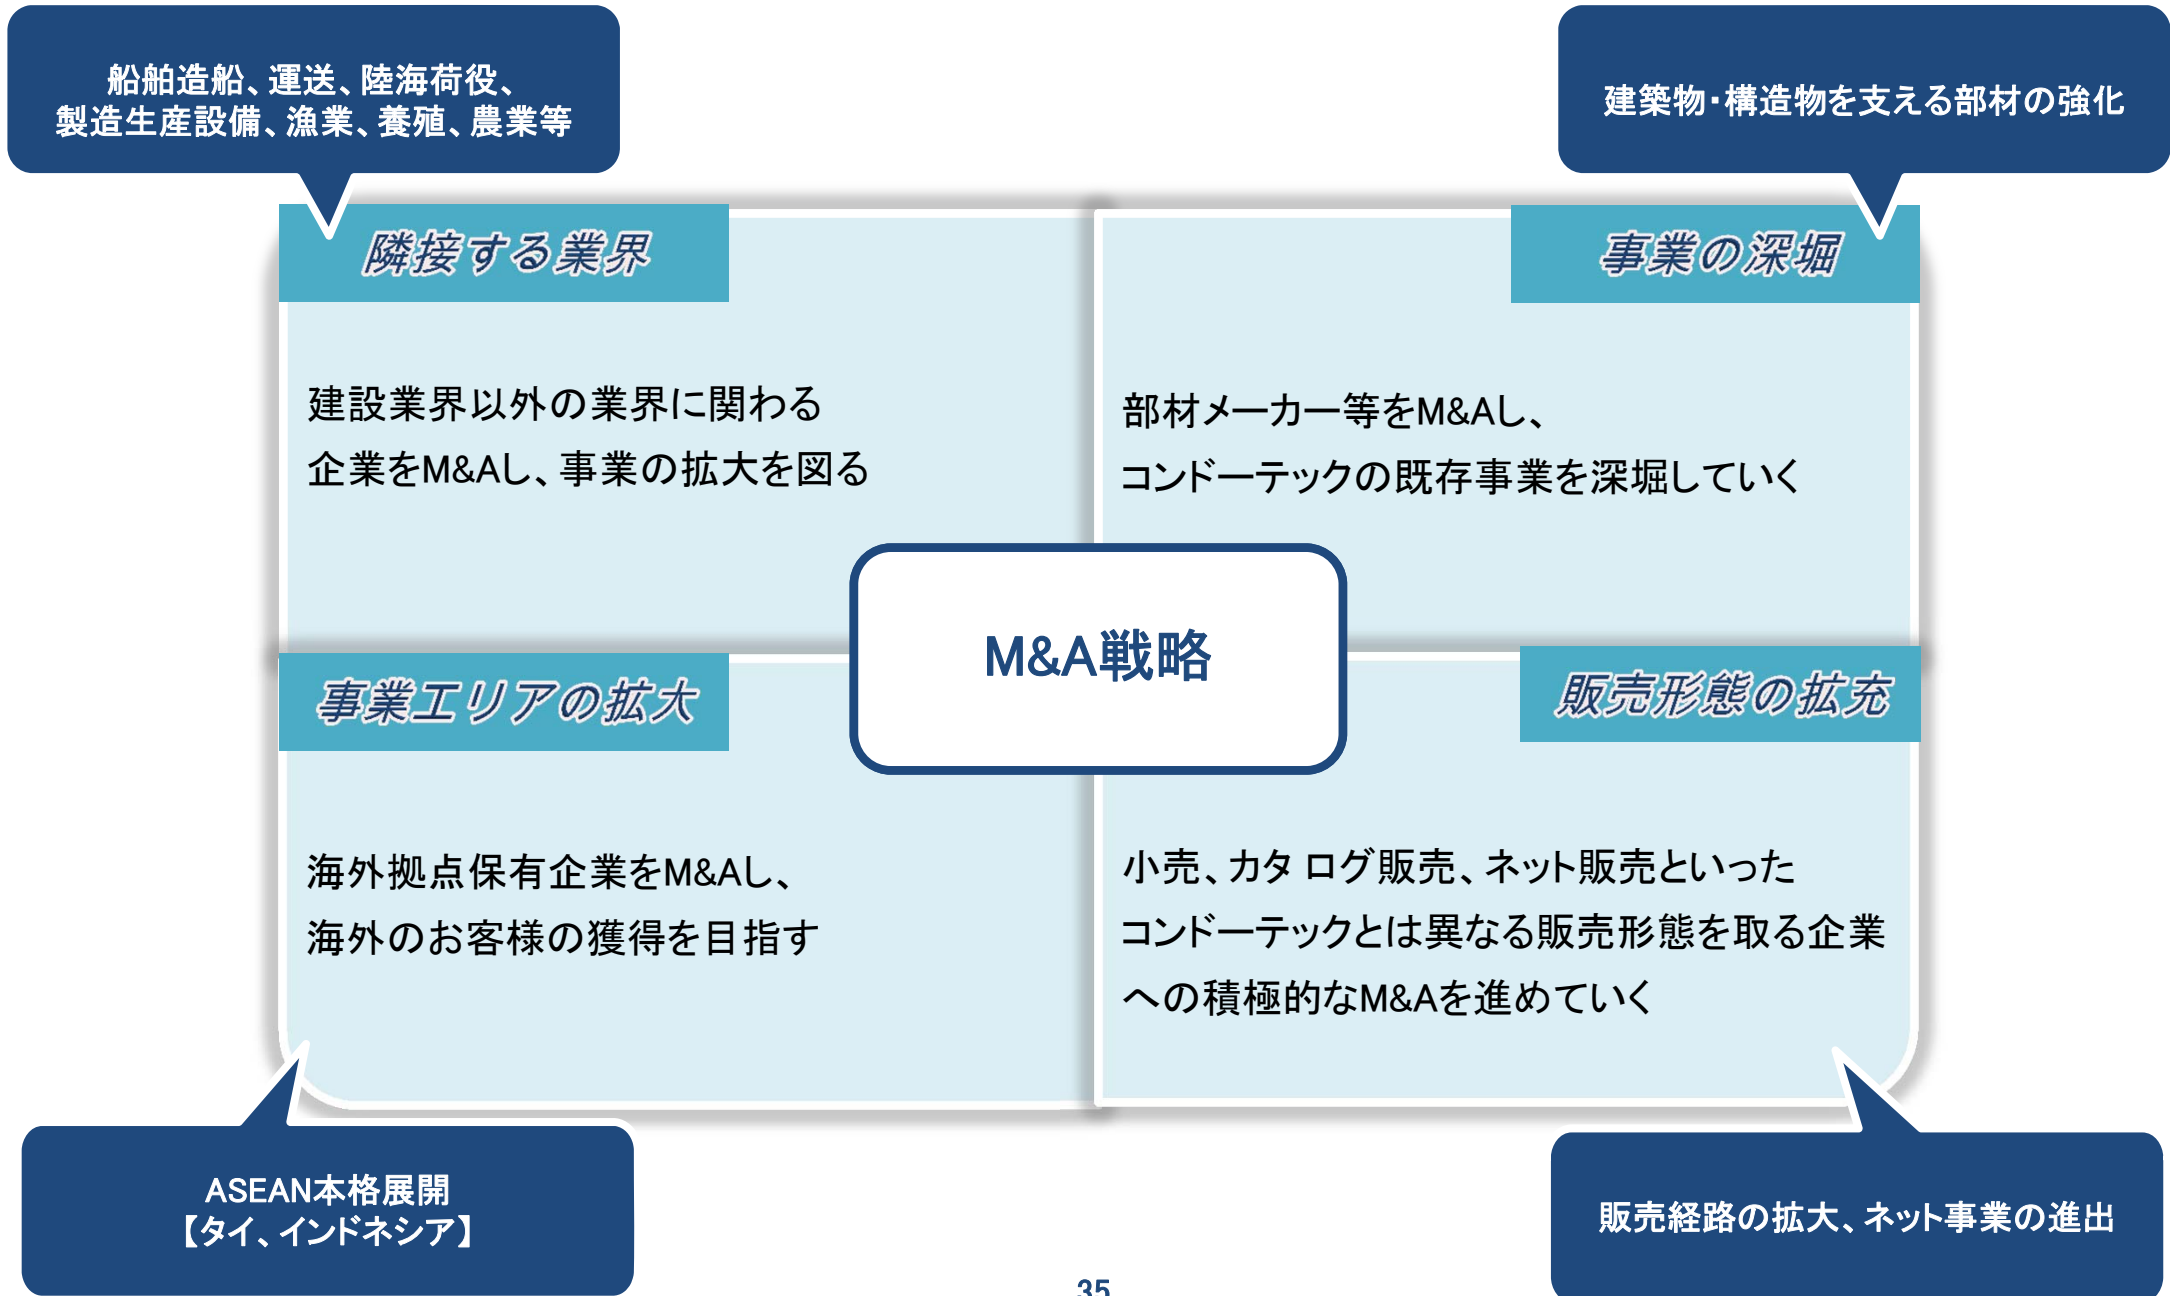 船舶造船、運送、陸海荷役、
製造生産設備、漁業、養殖、農業等
建築物・構造物を支える部材の強化
隣接する業界
事業の深堀
建設業界以外の業界に関わる
企業をM&Aし、事業の拡大を図る
部材メーカー等をM&Aし、
コンドーテックの既存事業を深堀していく
M&A戦略
事業エリアの拡大
販売形態の拡充
海外拠点保有企業をM&Aし、
海外のお客様の獲得を目指す
小売、カタログ販売、ネット販売といった
コンドーテックとは異なる販売形態を取る企業
への積極的なM&Aを進めていく
ASEAN本格展開
【タイ、インドネシア】
販売経路の拡大、ネット事業の進出
35